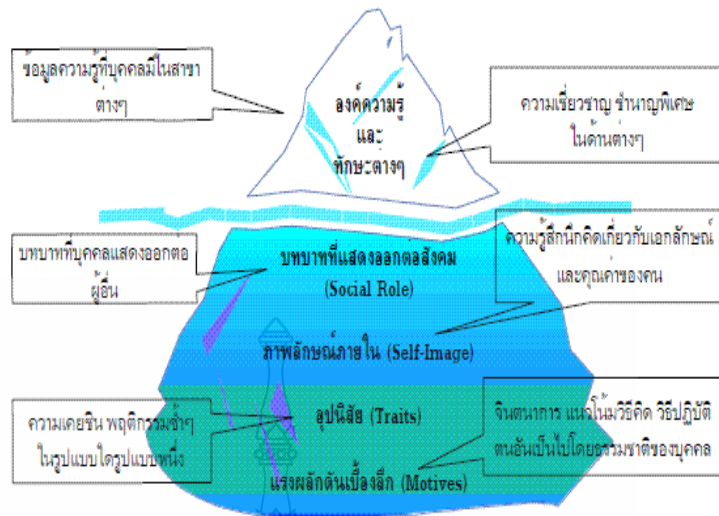 ข้อมูลความรู้ที่บุคคลมีในสาขา
ต่างๆ
องค์ความรู้
และ
ทักษะต่างๆ
ความเชี่ยวชาญ ชำนาญพิเศษ
ในด้านต่างๆ
บทบาทที่บุคคลแสดงออกต่อ
ผู้อื่น
บทบาทที่แสดงออกต่อสังคม
(Social Role)
ความรู้สึกนึกคิดเกี่ยวกับเอกลักษณ์
และคุณค่าของคน
ภาพลักษณ์ภายใน (Self-Image)
ความเคยชิน พฤติกรรมซ้ำๆ
ในรูปแบบใดรูปแบบหนึ่ง
อุปนิสัย (Traits)
จินตนาการ แนวโน้มวิธีคิด วิธีปฏิบัติ
ตนอันเป็นไปโดยธรรมชาติของบุคคล
แรงผลักดันเบื้องลึก (Motives)